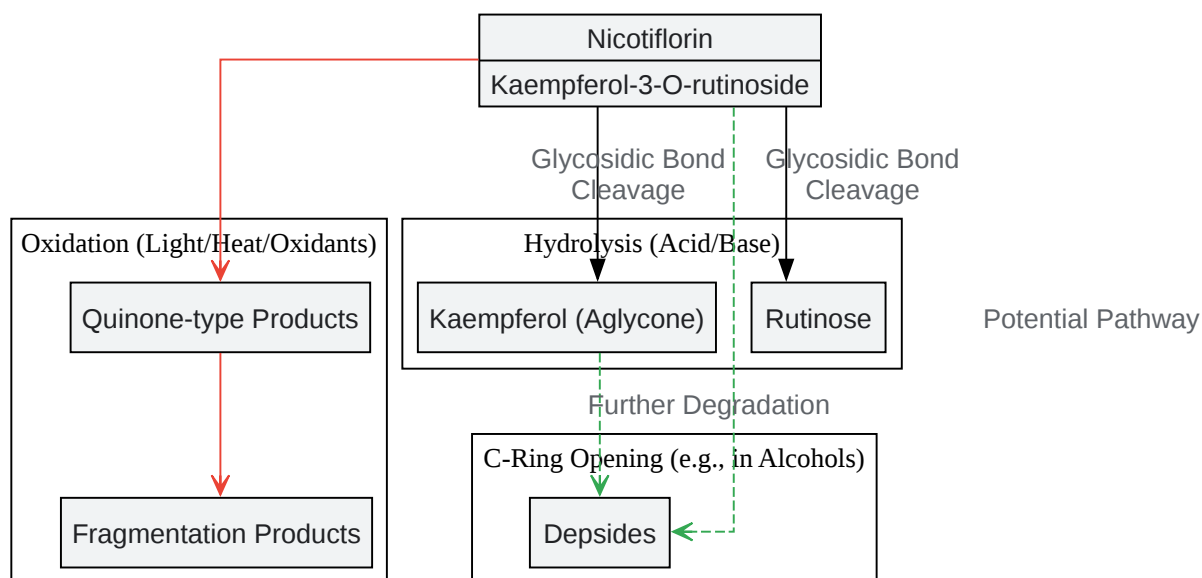 Nicotiflorin
Kaempferol-3-O-rutinoside
Glycosidic Bond
Cleavage
Glycosidic Bond
Cleavage
Oxidation (Light/Heat/Oxidants)
Hydrolysis (Acid/Base)
Quinone-type Products
Kaempferol (Aglycone)
Rutinose
Potential Pathway
Further Degradation
C-Ring Opening (e.g., in Alcohols)
Fragmentation Products
Depsides